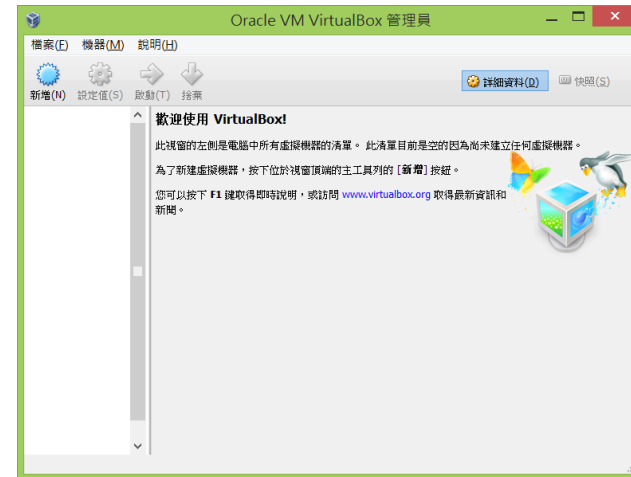 Oracle VM VirtualBox 管理員
檔案(F) 機器(M) 說明(H)
新增(N) 設定值(S) 啟動(T) 捨棄 詳細資料(D) 快照(S)
歡迎使用 VirtualBox!
此視窗的左側是電腦中所有虛擬機器的清單。 此清單目前是空的因為尚未建立任何虛擬機器。
為了新建虛擬機器，按下位於視窗頂端的主工具列的 [新增] 按鈕。
您可以按下 F1 鍵取得即時說明，或訪問 www.virtualbox.org 取得最新資訊和
新聞。